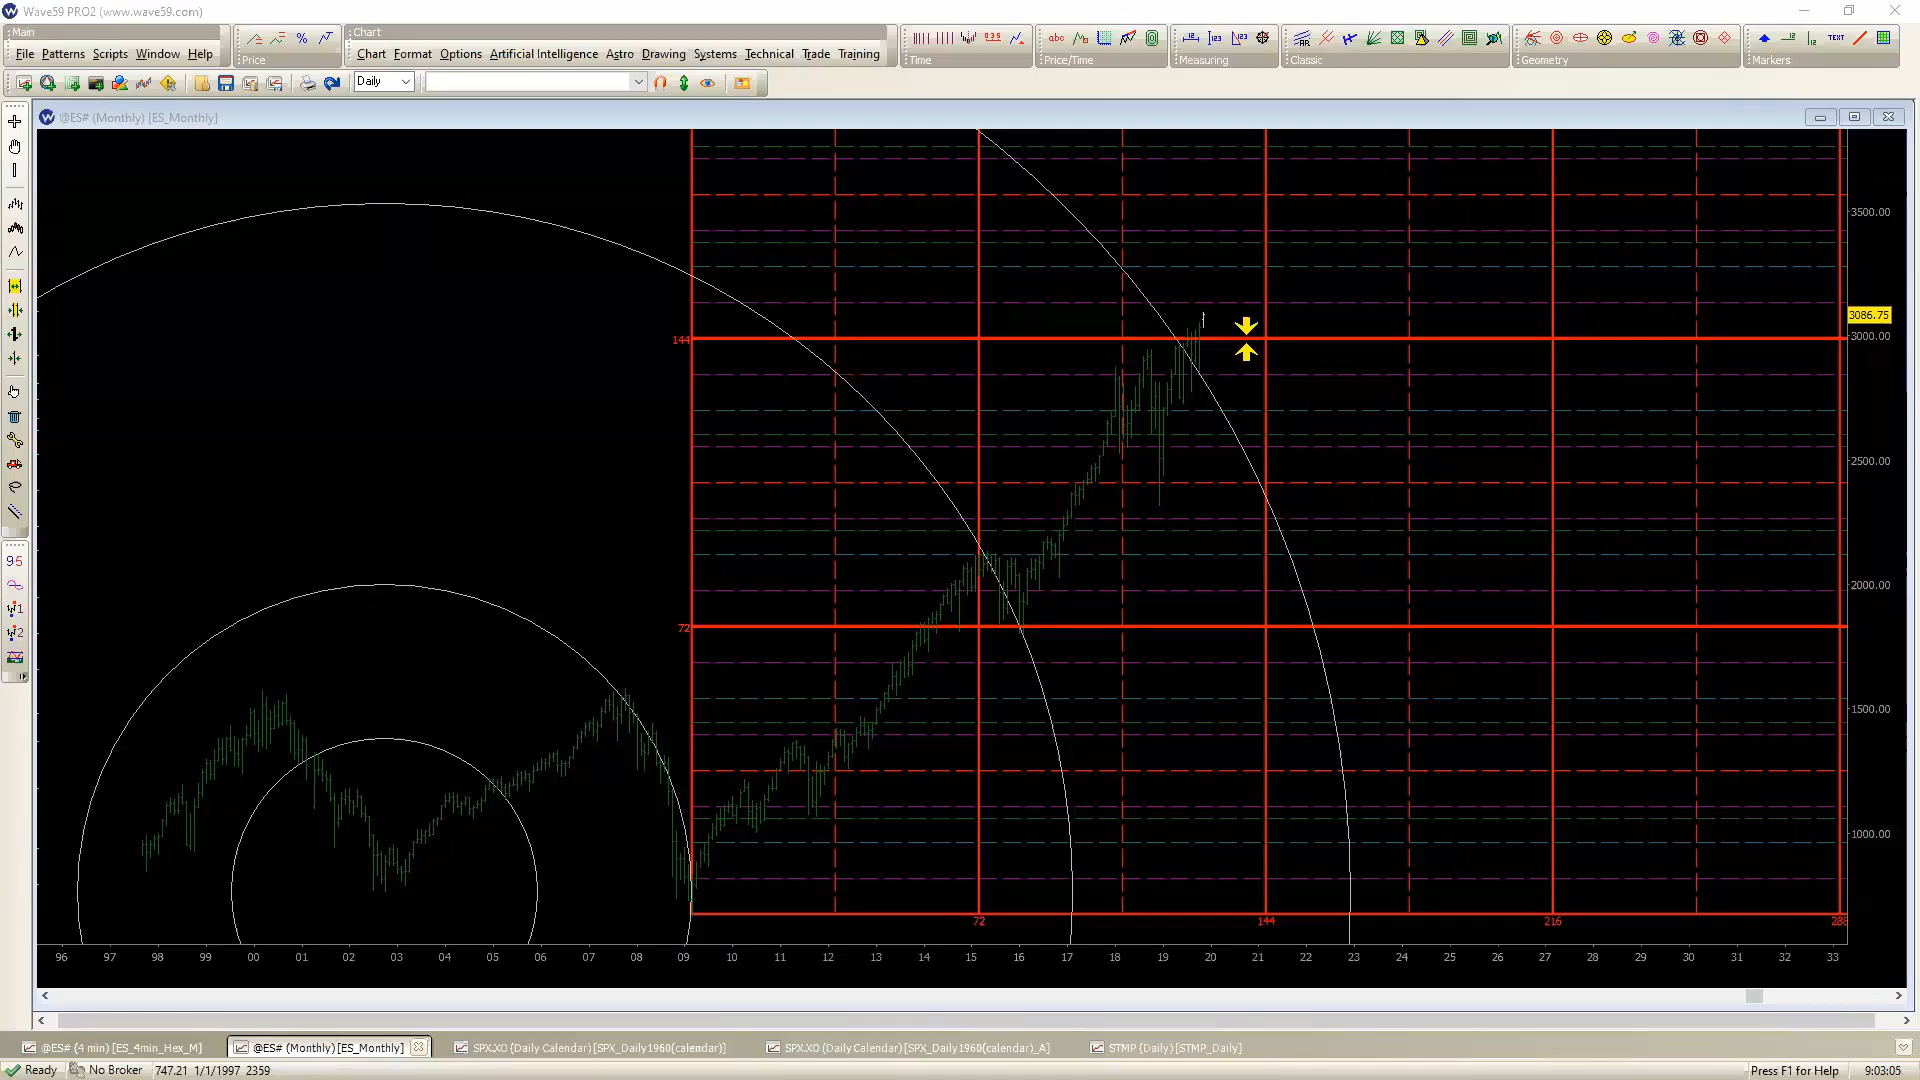 Wave59 PRO2 (www.wave59.com)
Main
Chart
File Patterns Scripts Window Help
Price
Chart Format Options Artificial Intelligence Astro Drawing Systems Technical Trade Training
Time
Price/Time
Measuring
Classic
Geometry
Markers
Daily
@ES# (Monthly) [ES_Monthly]
3500.00
3086.75
3000.00
2500.00
2000.00
1500.00
1000.00
144
72
72 144 216 288
96 97 98 99 00 01 02 03 04 05 06 07 08 09 10 11 12 13 14 15 16 17 18 19 20 21 22 23 24 25 26 27 28 29 30 31 32 33
@ES# (4 min) [ES_4min_Hex_M]
@ES# (Monthly) [ES_Monthly]
SPX.XO (Daily Calendar) [SPX_Daily1960(calendar)]
SPX.XO (Daily Calendar) [SPX_Daily1960(calendar)_A]
STMP (Daily) [STMP_Daily]
Ready No Broker 747.21 1/1/1997 2359
Press F1 for Help 9:03:05